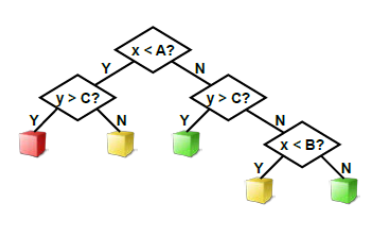 x < A?
Y N
y > C? y > C?
Y N Y N
x < B?
Y N